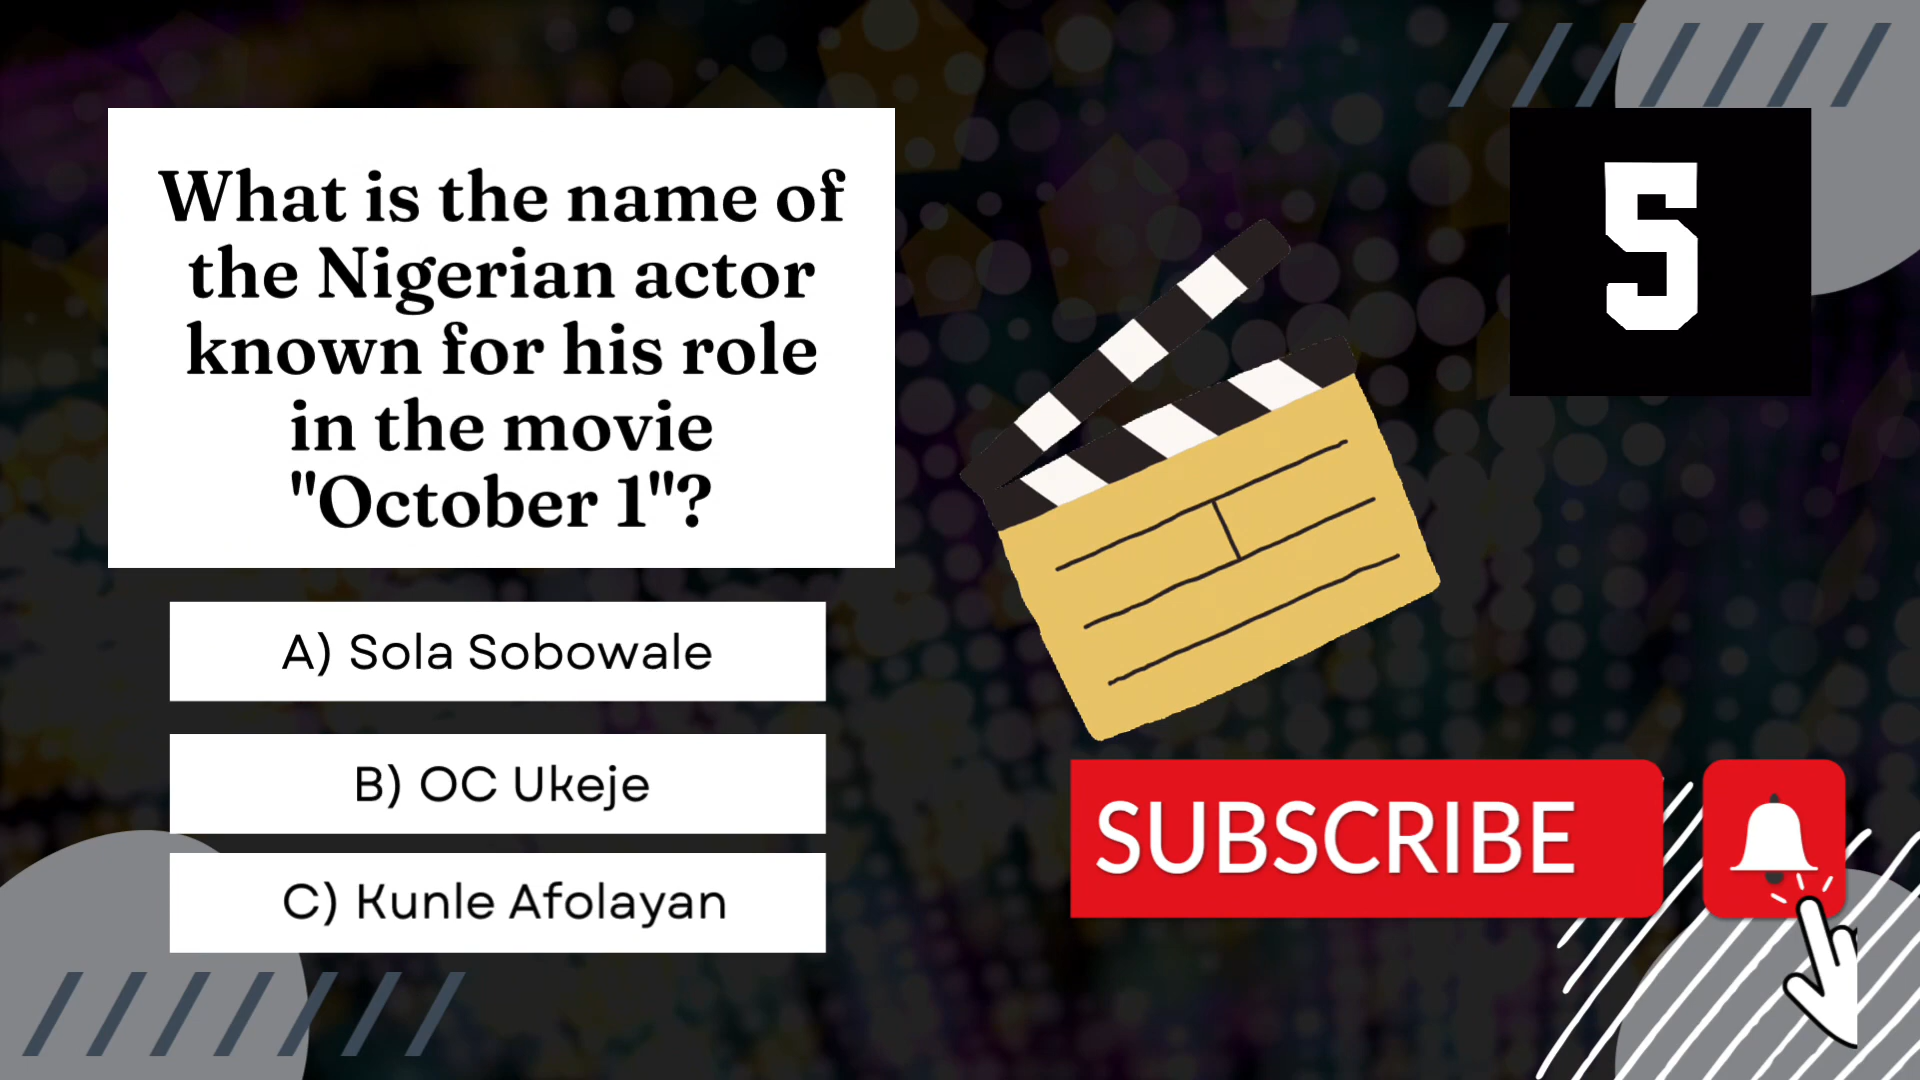 What is the name of
the Nigerian actor
known for his role
in the movie
"October 1"?
5
A) Sola Sobowale
B) OC Ukeje
C) Kunle Afolayan
SUBSCRIBE